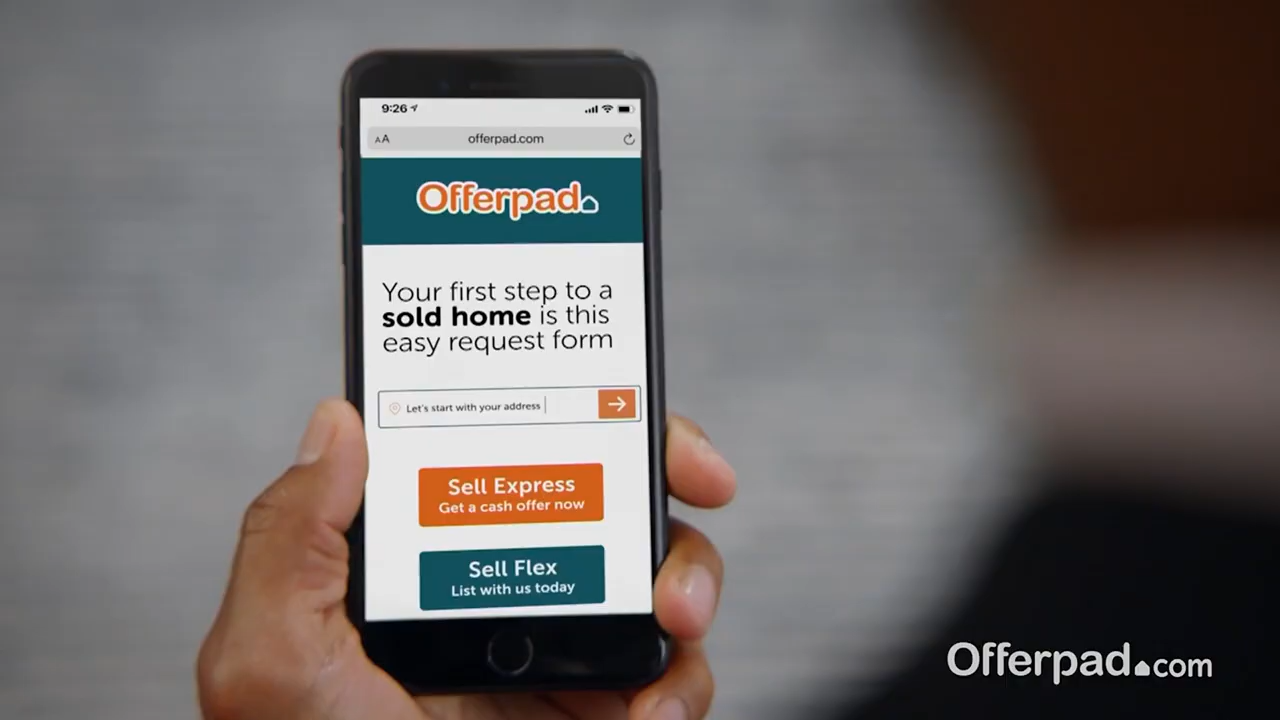 9:26
AA
offerpad.com
Offerpad
Your first step to a
sold home is this
easy request form
Let's start with your address
Sell Express
Get a cash offer now
Sell Flex
List with us today
Offerpad.com